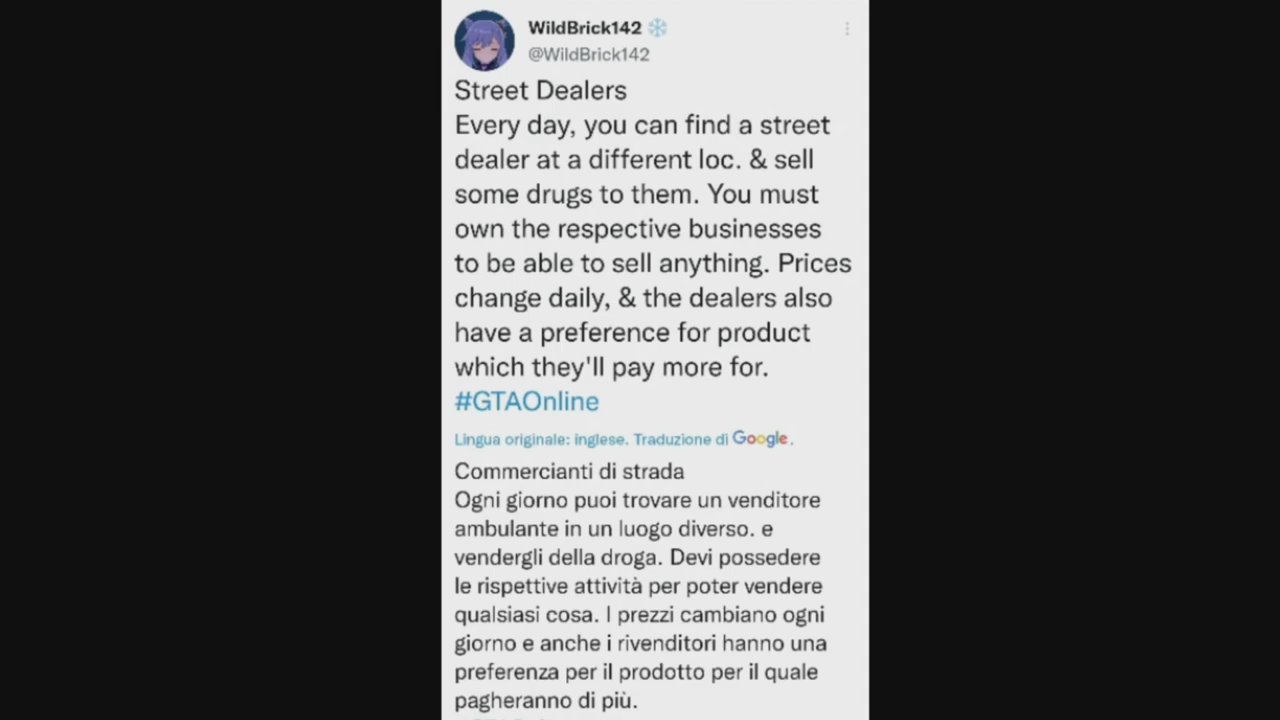 WildBrick142
@WildBrick142
Street Dealers
Every day, you can find a street
dealer at a different loc. & sell
some drugs to them. You must
own the respective businesses
to be able to sell anything. Prices
change daily, & the dealers also
have a preference for product
which they'll pay more for.
#GTAOnline
Lingua originale: inglese. Traduzione di Google.
Commercianti di strada
Ogni giorno puoi trovare un venditore
ambulante in un luogo diverso. e
vendergli della droga. Devi possedere
le rispettive attività per poter vendere
qualsiasi cosa. I prezzi cambiano ogni
giorno e anche i rivenditori hanno una
preferenza per il prodotto per il quale
pagheranno di più.